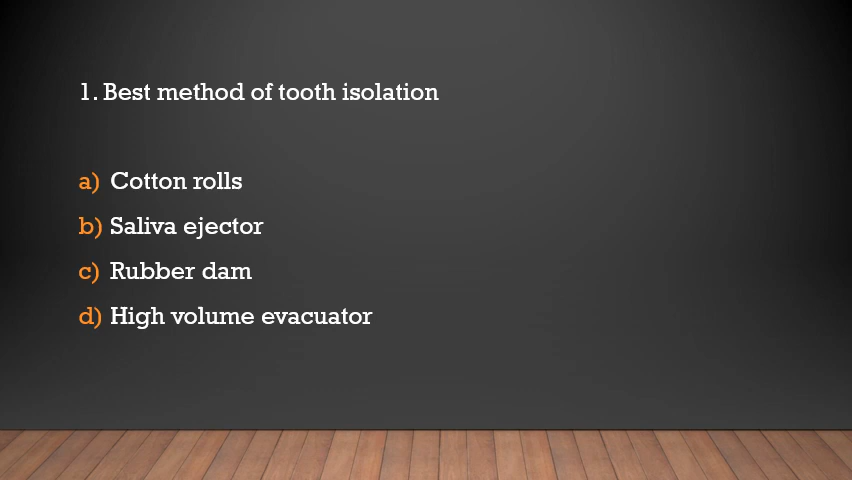 1. Best method of tooth isolation
a) Cotton rolls
b) Saliva ejector
c) Rubber dam
d) High volume evacuator